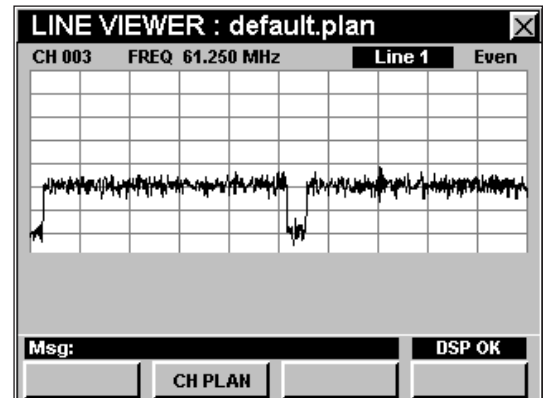 LINE VIEWER : default.plan
CH 003 FREQ 61.250 MHz Line 1 Even
Msg: DSP OK
CH PLAN